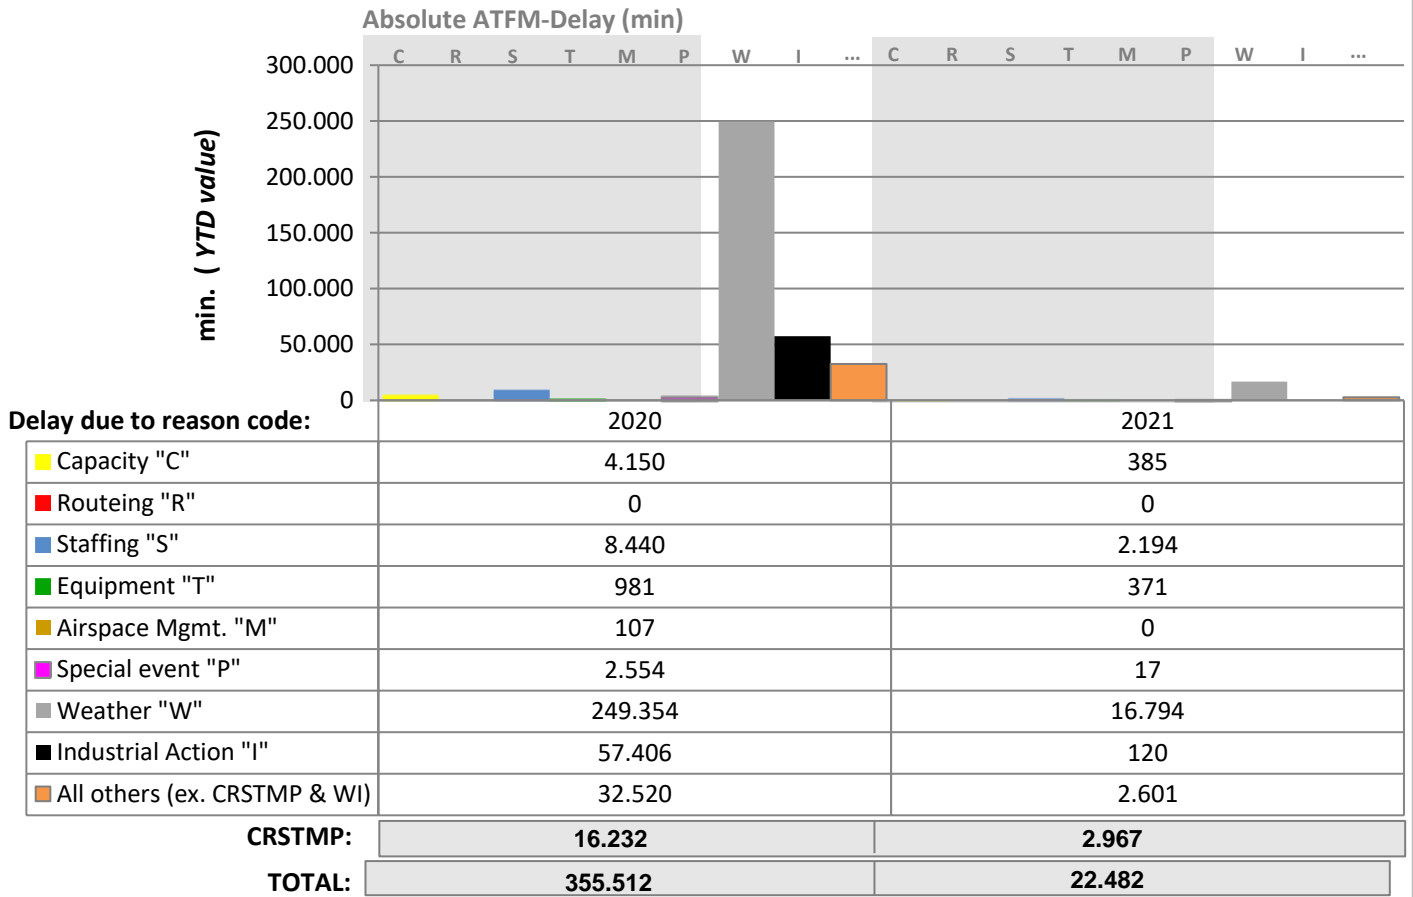 Absolute ATFM-Delay (min)
C R S T M P W I ... C R S T M P W I ...
300.000
250.000
200.000
150.000
100.000
50.000
0
min. ( YTD value)
Delay due to reason code: 2020 2021
Capacity "C" 4.150 385
Routeing "R" 0 0
Staffing "S" 8.440 2.194
Equipment "T" 981 371
Airspace Mgmt. "M" 107 0
Special event "P" 2.554 17
Weather "W" 249.354 16.794
Industrial Action "I" 57.406 120
All others (ex. CRSTMP & WI) 32.520 2.601
CRSTMP: 16.232 2.967
TOTAL: 355.512 22.482